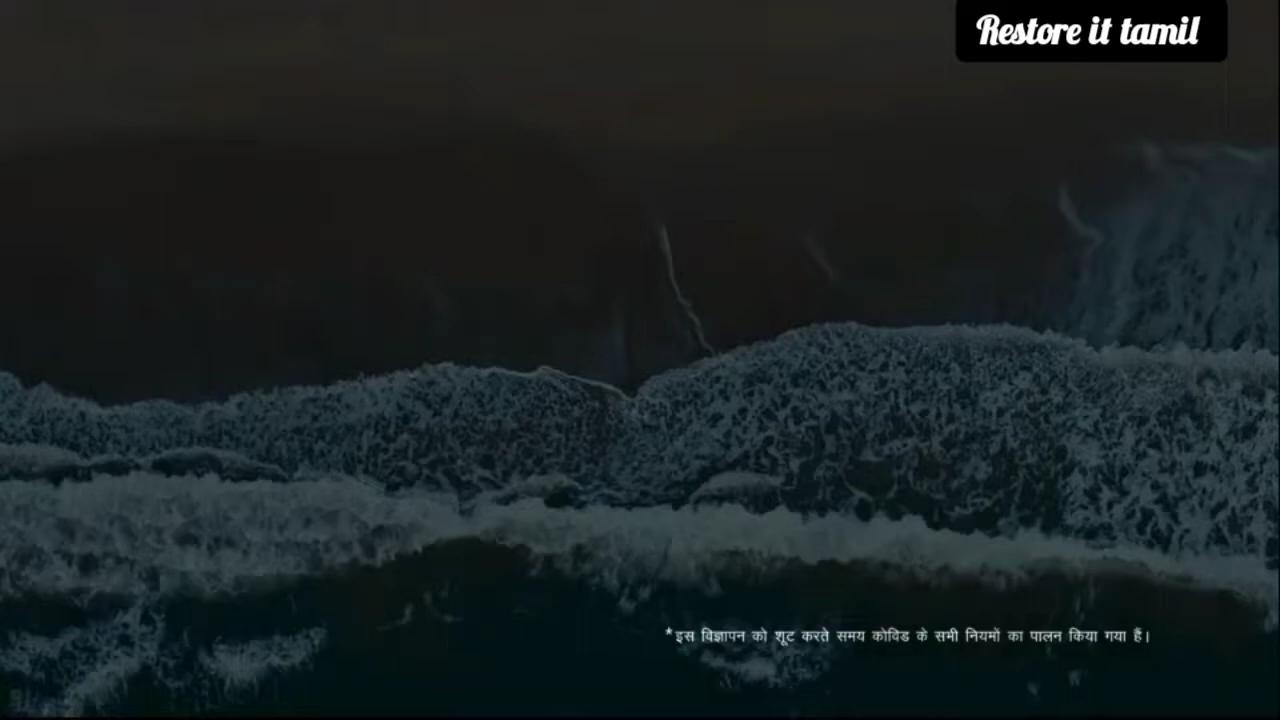 Restore it tamil
*इस विज्ञापन को शूट करते समय कोविड के सभी नियमों का पालन किया गया हैं।